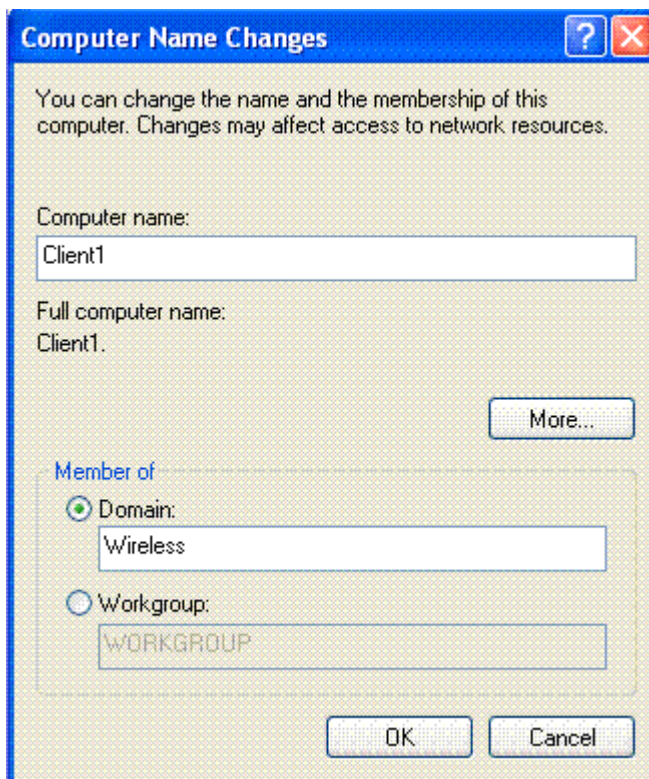 Computer Name Changes
You can change the name and the membership of this
computer. Changes may affect access to network resources.
Computer name:
Client1
Full computer name:
Client1.
More...
Member of
Domain:
Wireless
Workgroup:
WORKGROUP
OK Cancel